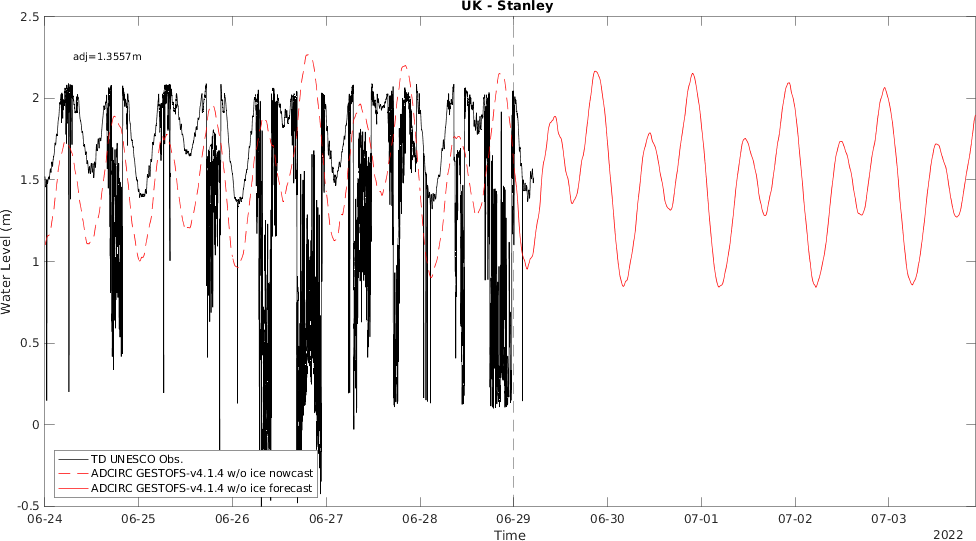 UK - Stanley
adj=1.3557m
2.5
2
1.5
1
0.5
0
-0.5
Water Level (m)
TD UNESCO Obs.
ADCIRC GESTOFS-v4.1.4 w/o ice nowcast
ADCIRC GESTOFS-v4.1.4 w/o ice forecast
06-24 06-25 06-26 06-27 06-28 06-29 06-30 07-01 07-02 07-03
Time
2022